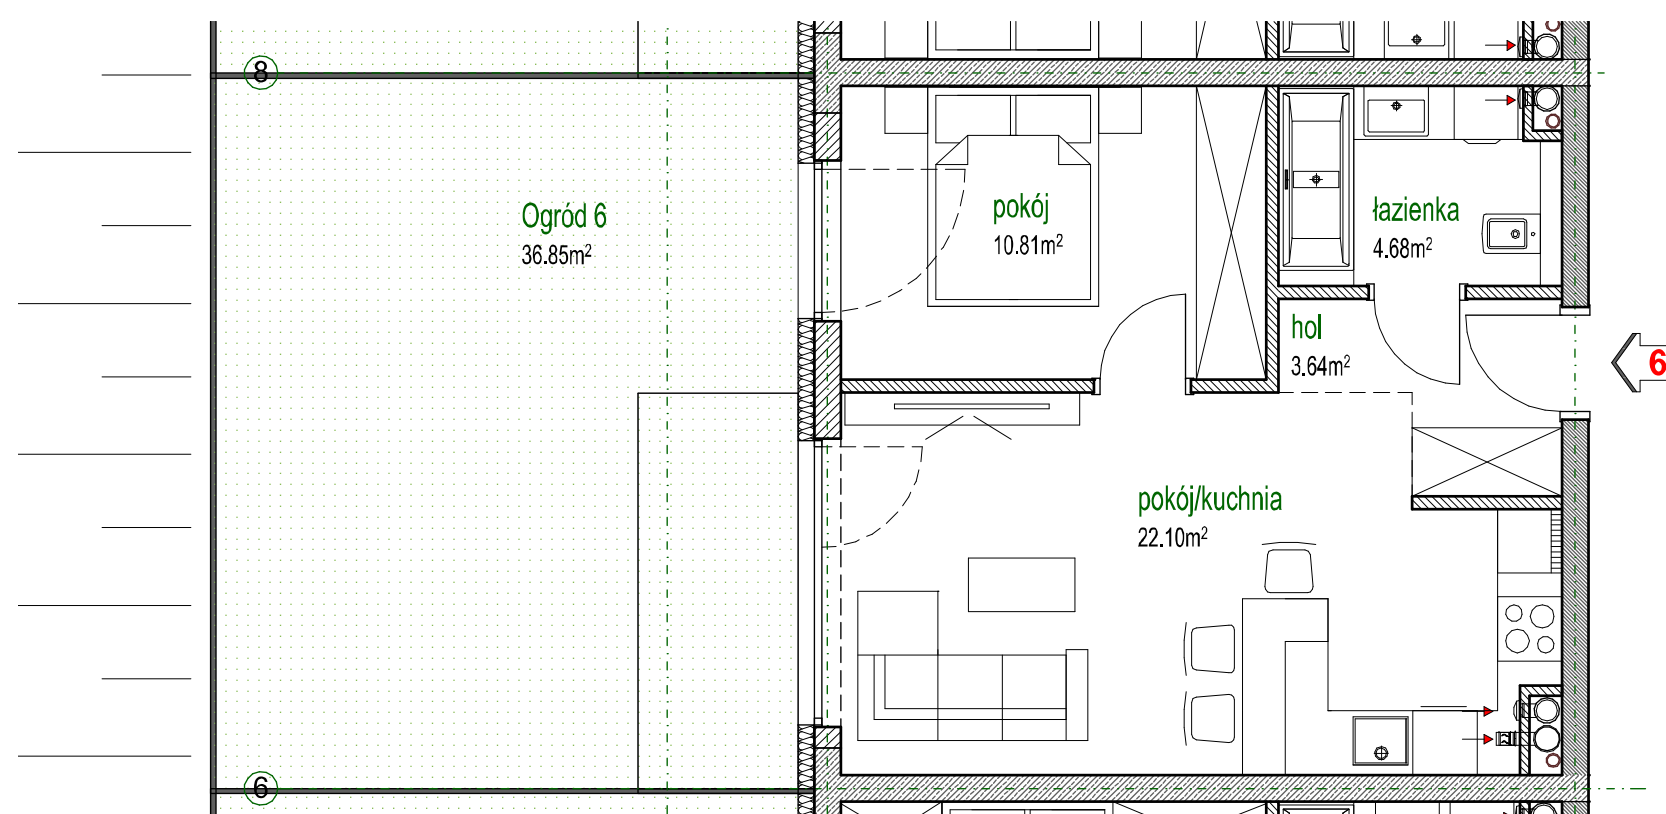 8
Ogród 6
36.85m²
pokój
10.81m²
łazienka
4.68m²
hol
3.64m²
6
pokój/kuchnia
22.10m²
6